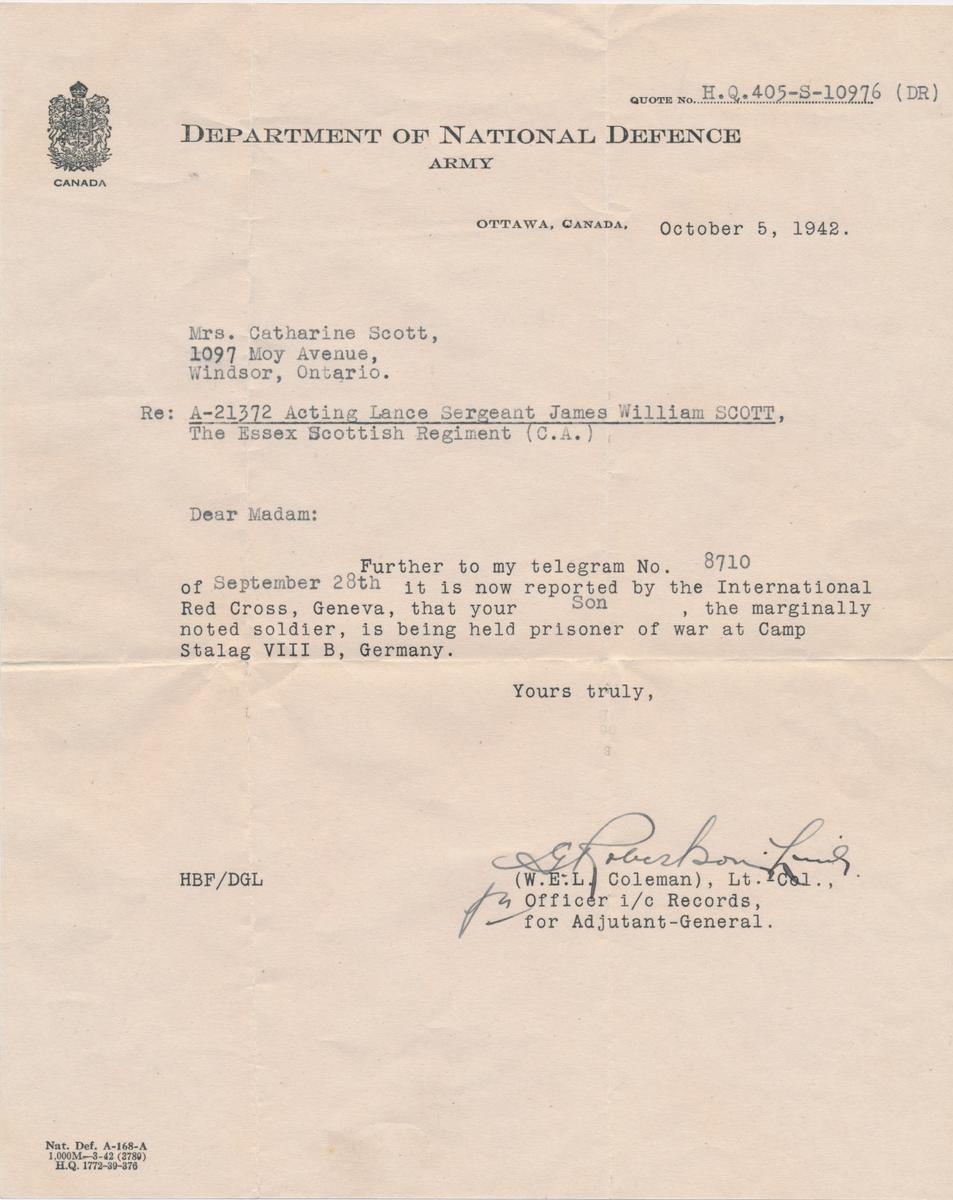 QUOTE No. H.Q.405-S-10976 (DR)
DEPARTMENT OF NATIONAL DEFENCE
ARMY
CANADA
OTTAWA, CANADA, October 5, 1942.
Mrs. Catharine Scott,
1097 Moy Avenue,
Windsor, Ontario.
Re: A-21372 Acting Lance Sergeant James William SCOTT,
The Essex Scottish Regiment (C.A.)
Dear Madam:
Further to my telegram No. 8710
of September 28th it is now reported by the International
Red Cross, Geneva, that your Son , the marginally
noted soldier, is being held prisoner of war at Camp
Stalag VIII B, Germany.
Yours truly,
Robertson
HBF/DGL
(W.E.L. Coleman), Lt.-Col.,
Officer i/c Records,
for Adjutant-General.
Nat. Def. A-168-A
1,000M—3-42 (2789)
H.Q. 1772-39-376